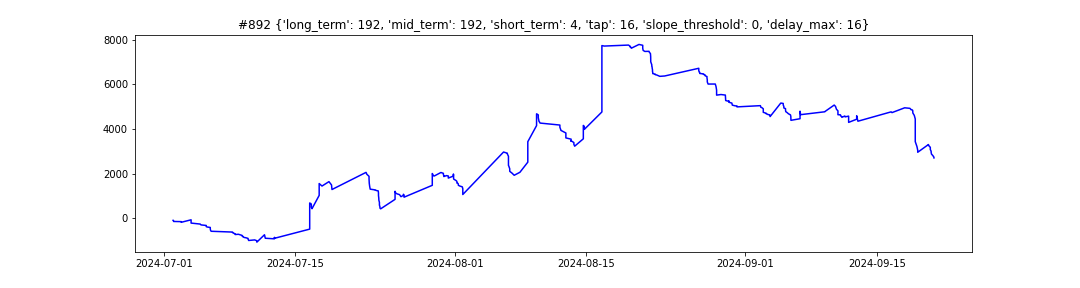 #892 {'long_term': 192, 'mid_term': 192, 'short_term': 4, 'tap': 16, 'slope_threshold': 0, 'delay_max': 16}
8000
6000
4000
2000
0
2024-07-01 2024-07-15 2024-08-01 2024-08-15 2024-09-01 2024-09-15